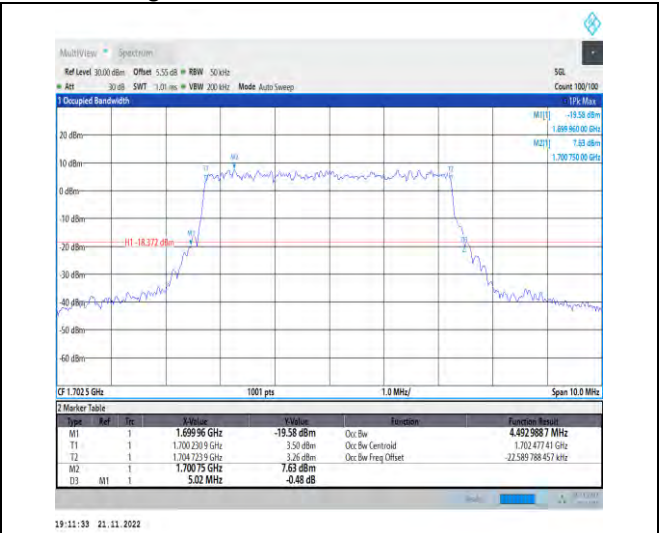 MultiView Spectrum
Ref Level 30.00 dBm Offset 5.55 dB RBW 50 kHz SGL
Att 30 dB SWT 1.01 ms VBW 200 kHz Mode Auto Sweep Count 100/100
1 Occupied Bandwidth 1Pk Max
M1[1] -19.58 dBm
1.699 960 00 GHz
M2[1] 7.63 dBm
1.700 750 00 GHz
20 dBm
10 dBm
M2
T1 T2
0 dBm
-10 dBm
M1
H1 -18.372 dBm
D3
-20 dBm
-30 dBm
-40 dBm
-50 dBm
-60 dBm
CF 1.702 5 GHz 1001 pts 1.0 MHz/ Span 10.0 MHz
2 Marker Table
Type Ref Trc X-Value Y-Value Function Function Result
M1 1 1.699 96 GHz -19.58 dBm Occ Bw 4.492 988 7 MHz
T1 1 1.700 230 9 GHz 3.50 dBm Occ Bw Centroid 1.702 477 41 GHz
T2 1 1.704 723 9 GHz 3.26 dBm Occ Bw Freq Offset -22.589 788 457 kHz
M2 1 1.700 75 GHz 7.63 dBm
D3 M1 1 5.02 MHz -0.48 dB
19:11:33 21.11.2022